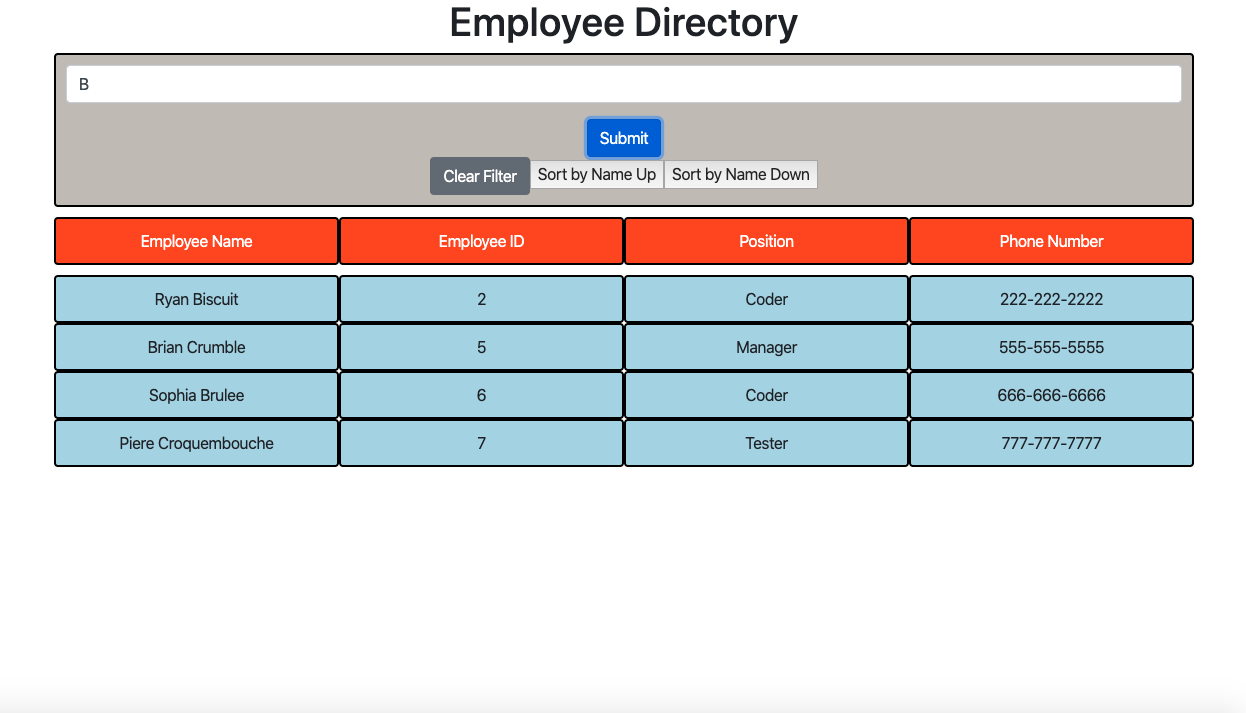 Employee Directory
B
Submit
Clear Filter Sort by Name Up Sort by Name Down
Employee Name Employee ID Position Phone Number
Ryan Biscuit 2 Coder 222-222-2222
Brian Crumble 5 Manager 555-555-5555
Sophia Brulee 6 Coder 666-666-6666
Piere Croquembouche 7 Tester 777-777-7777